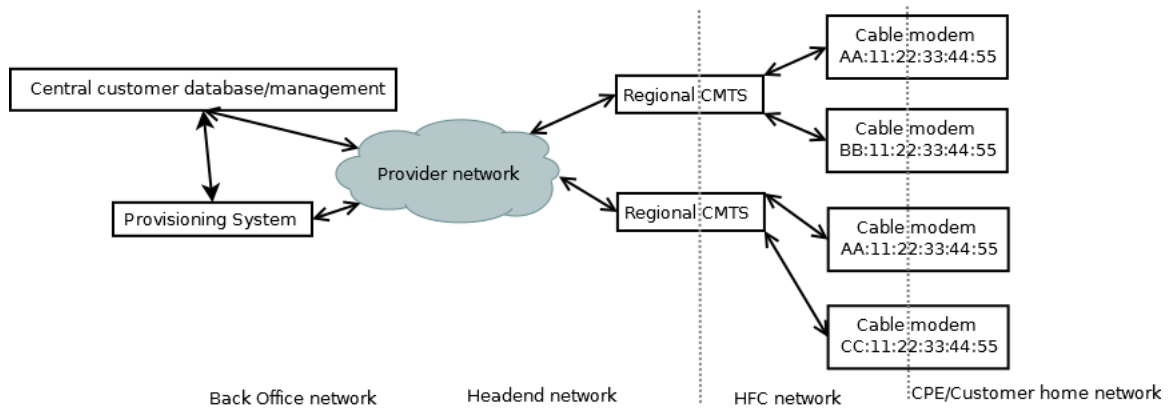 Cable modem
AA:11:22:33:44:55
Central customer database/management
Regional CMTS
Cable modem
BB:11:22:33:44:55
Provider network
Provisioning System
Regional CMTS
Cable modem
AA:11:22:33:44:55
Cable modem
CC:11:22:33:44:55
Back Office network
Headend network
HFC network
CPE/Customer home network